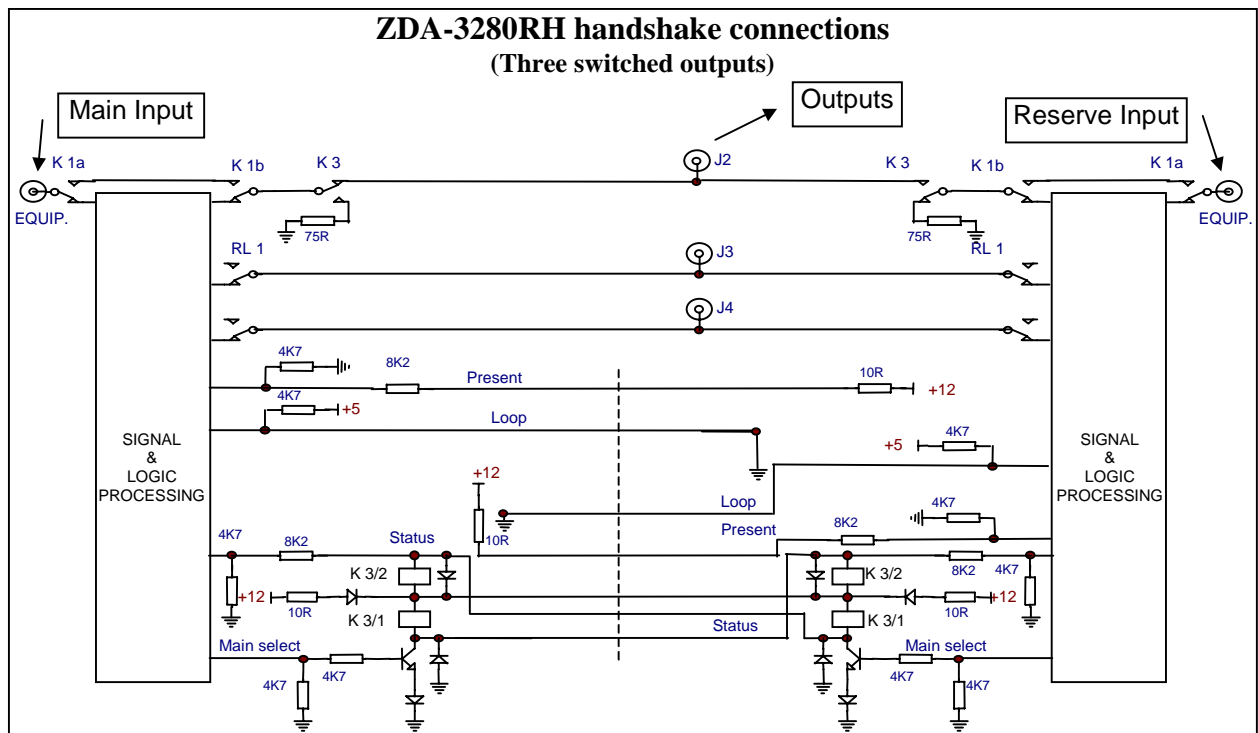 ZDA-3280RH handshake connections
(Three switched outputs)
Main Input
Outputs
Reserve Input
K 1a
K 1b
K 3
J2
K 3
K 1b
K 1a
EQUIP.
75R
75R
EQUIP.
RL 1
J3
RL 1
J4
4K7
8K2
Present
10R
+12
4K7
+5
Loop
SIGNAL
&
LOGIC
PROCESSING
+5
4K7
SIGNAL
&
LOGIC
PROCESSING
+12
10R
Loop
4K7
Present
8K2
4K7
8K2
Status
K 3/2
K 3/2
8K2
4K7
+12
10R
K 3/1
K 3/1
10R
+12
Status
Main select
4K7
4K7
Main select
4K7
4K7